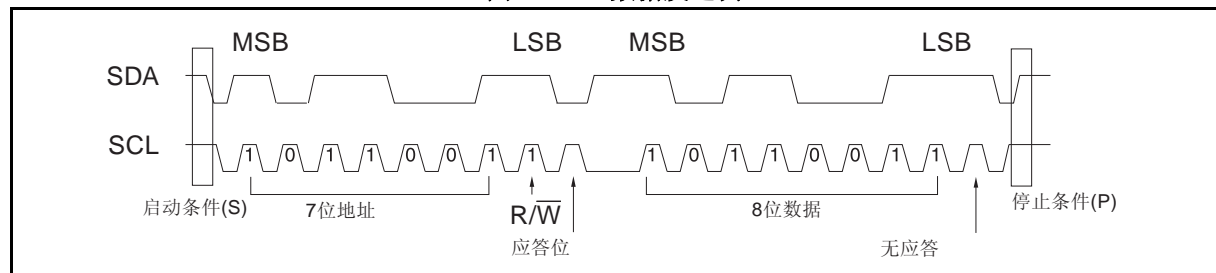 MSB LSB MSB LSB
SDA
SCL 1 0 1 1 0 0 1 1 1 0 1 1 0 0 1 1
启动条件(S) 7位地址 R/W̅ 8位数据 停止条件(P)
应答位 无应答